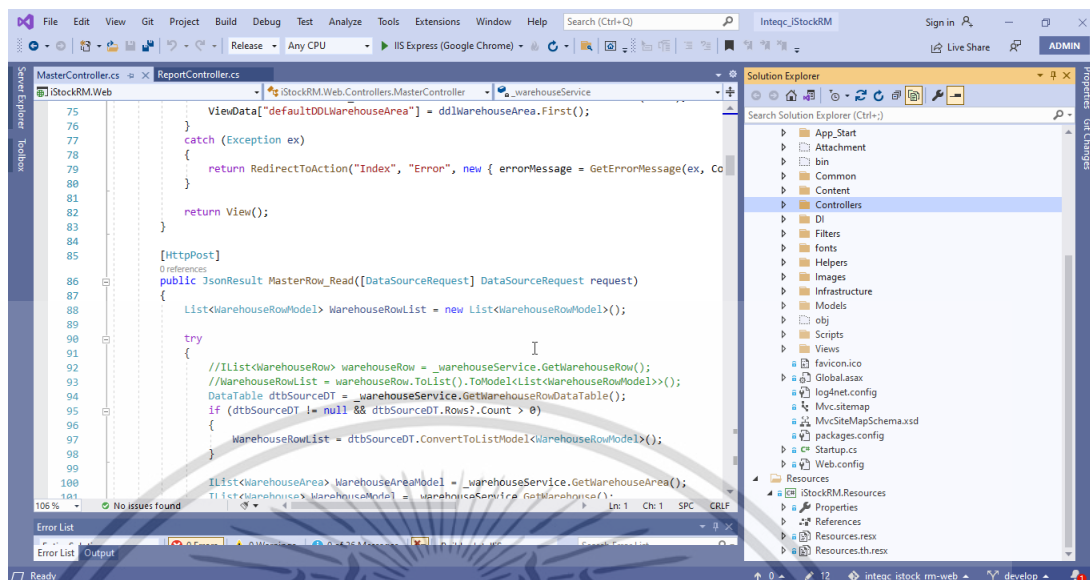 File Edit View Git Project Build Debug Test Analyze Tools Extensions Window Help Search (Ctrl+Q) Inteqc_iStockRM Sign in
Release Any CPU IIS Express (Google Chrome) Live Share ADMIN
Server Explorer
Toolbox
MasterController.cs ReportController.cs
iStockRM.Web iStockRM.Web.Controllers.MasterController _warehouseService
75 ViewData["defaultDDLWarehouseArea"] = ddlWarehouseArea.First();
76 }
77 catch (Exception ex)
78 {
79 return RedirectToAction("Index", "Error", new { errorMessage = GetErrorMessage(ex, Co
80 }
81
82 return View();
83 }
84
85 [HttpPost]
0 references
86 public JsonResult MasterRow_Read([DataSourceRequest] DataSourceRequest request)
87 {
88 List<WarehouseRowModel> WarehouseRowList = new List<WarehouseRowModel>();
89
90 try
91 {
92 //IList<WarehouseRow> warehouseRow = _warehouseService.GetWarehouseRow();
93 //WarehouseRowList = warehouseRow.ToList().ToModel<List<WarehouseRowModel>>();
94 DataTable dtbSourceDT = _warehouseService.GetWarehouseRowDataTable();
95 if (dtbSourceDT != null && dtbSourceDT.Rows?.Count > 0)
96 {
97 WarehouseRowList = dtbSourceDT.ConvertToListModel<WarehouseRowModel>();
98 }
99
100 IList<WarehouseArea> WarehouseAreaModel = _warehouseService.GetWarehouseArea();
101 IList<Warehouse> WarehouseModel = _warehouseService.GetWarehouse();
106 % No issues found Ln: 1 Ch: 1 SPC CRLF
Error List
Error List Output
Solution Explorer
Search Solution Explorer (Ctrl+;)
App_Start
Attachment
bin
Common
Content
Controllers
DI
Filters
fonts
Helpers
Images
Infrastructure
Models
obj
Scripts
Views
favicon.ico
Global.asax
log4net.config
Mvc.sitemap
MvcSiteMapSchema.xsd
packages.config
Startup.cs
Web.config
Resources
iStockRM.Resources
Properties
References
Resources.resx
Resources.th.resx
Properties
Git Changes
Ready 0 12 inteqc_istock_rm-web develop